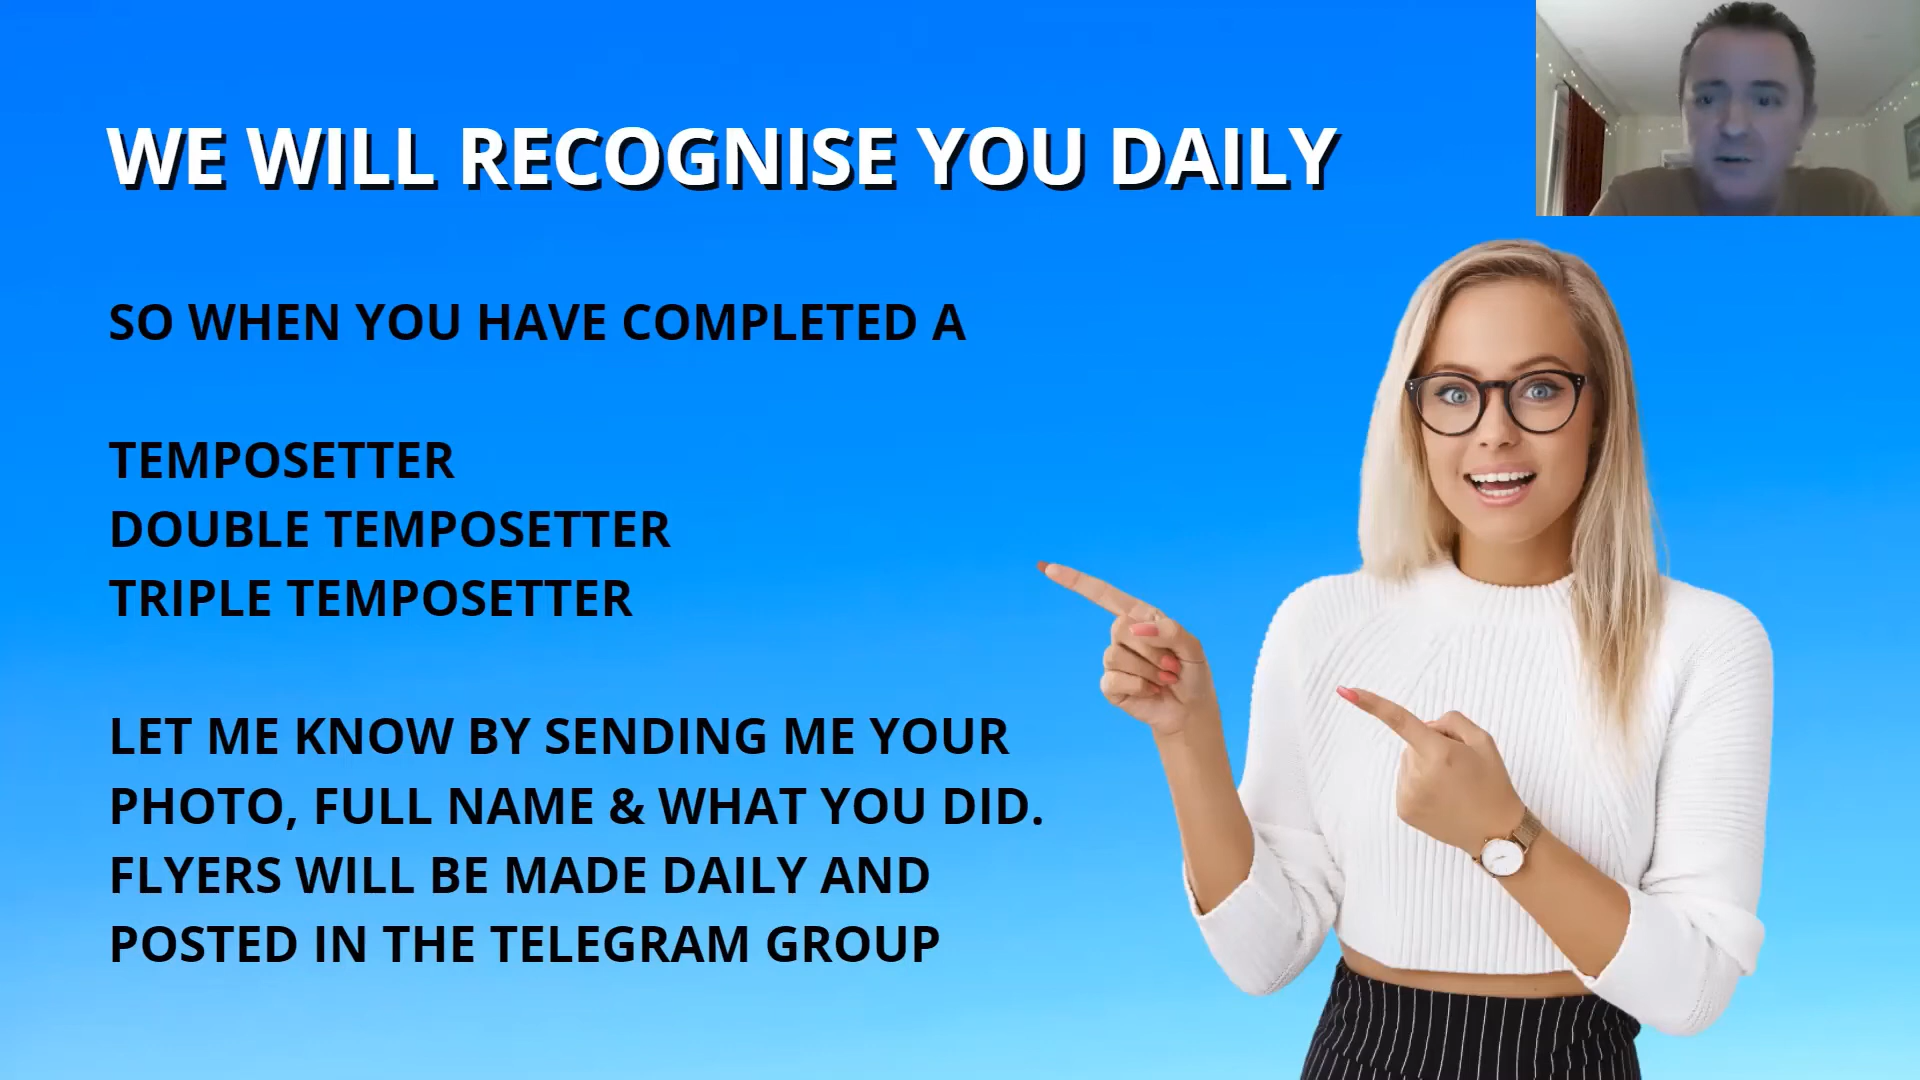 WE WILL RECOGNISE YOU DAILY
SO WHEN YOU HAVE COMPLETED A
TEMPOSETTER
DOUBLE TEMPOSETTER
TRIPLE TEMPOSETTER
LET ME KNOW BY SENDING ME YOUR
PHOTO, FULL NAME & WHAT YOU DID.
FLYERS WILL BE MADE DAILY AND
POSTED IN THE TELEGRAM GROUP